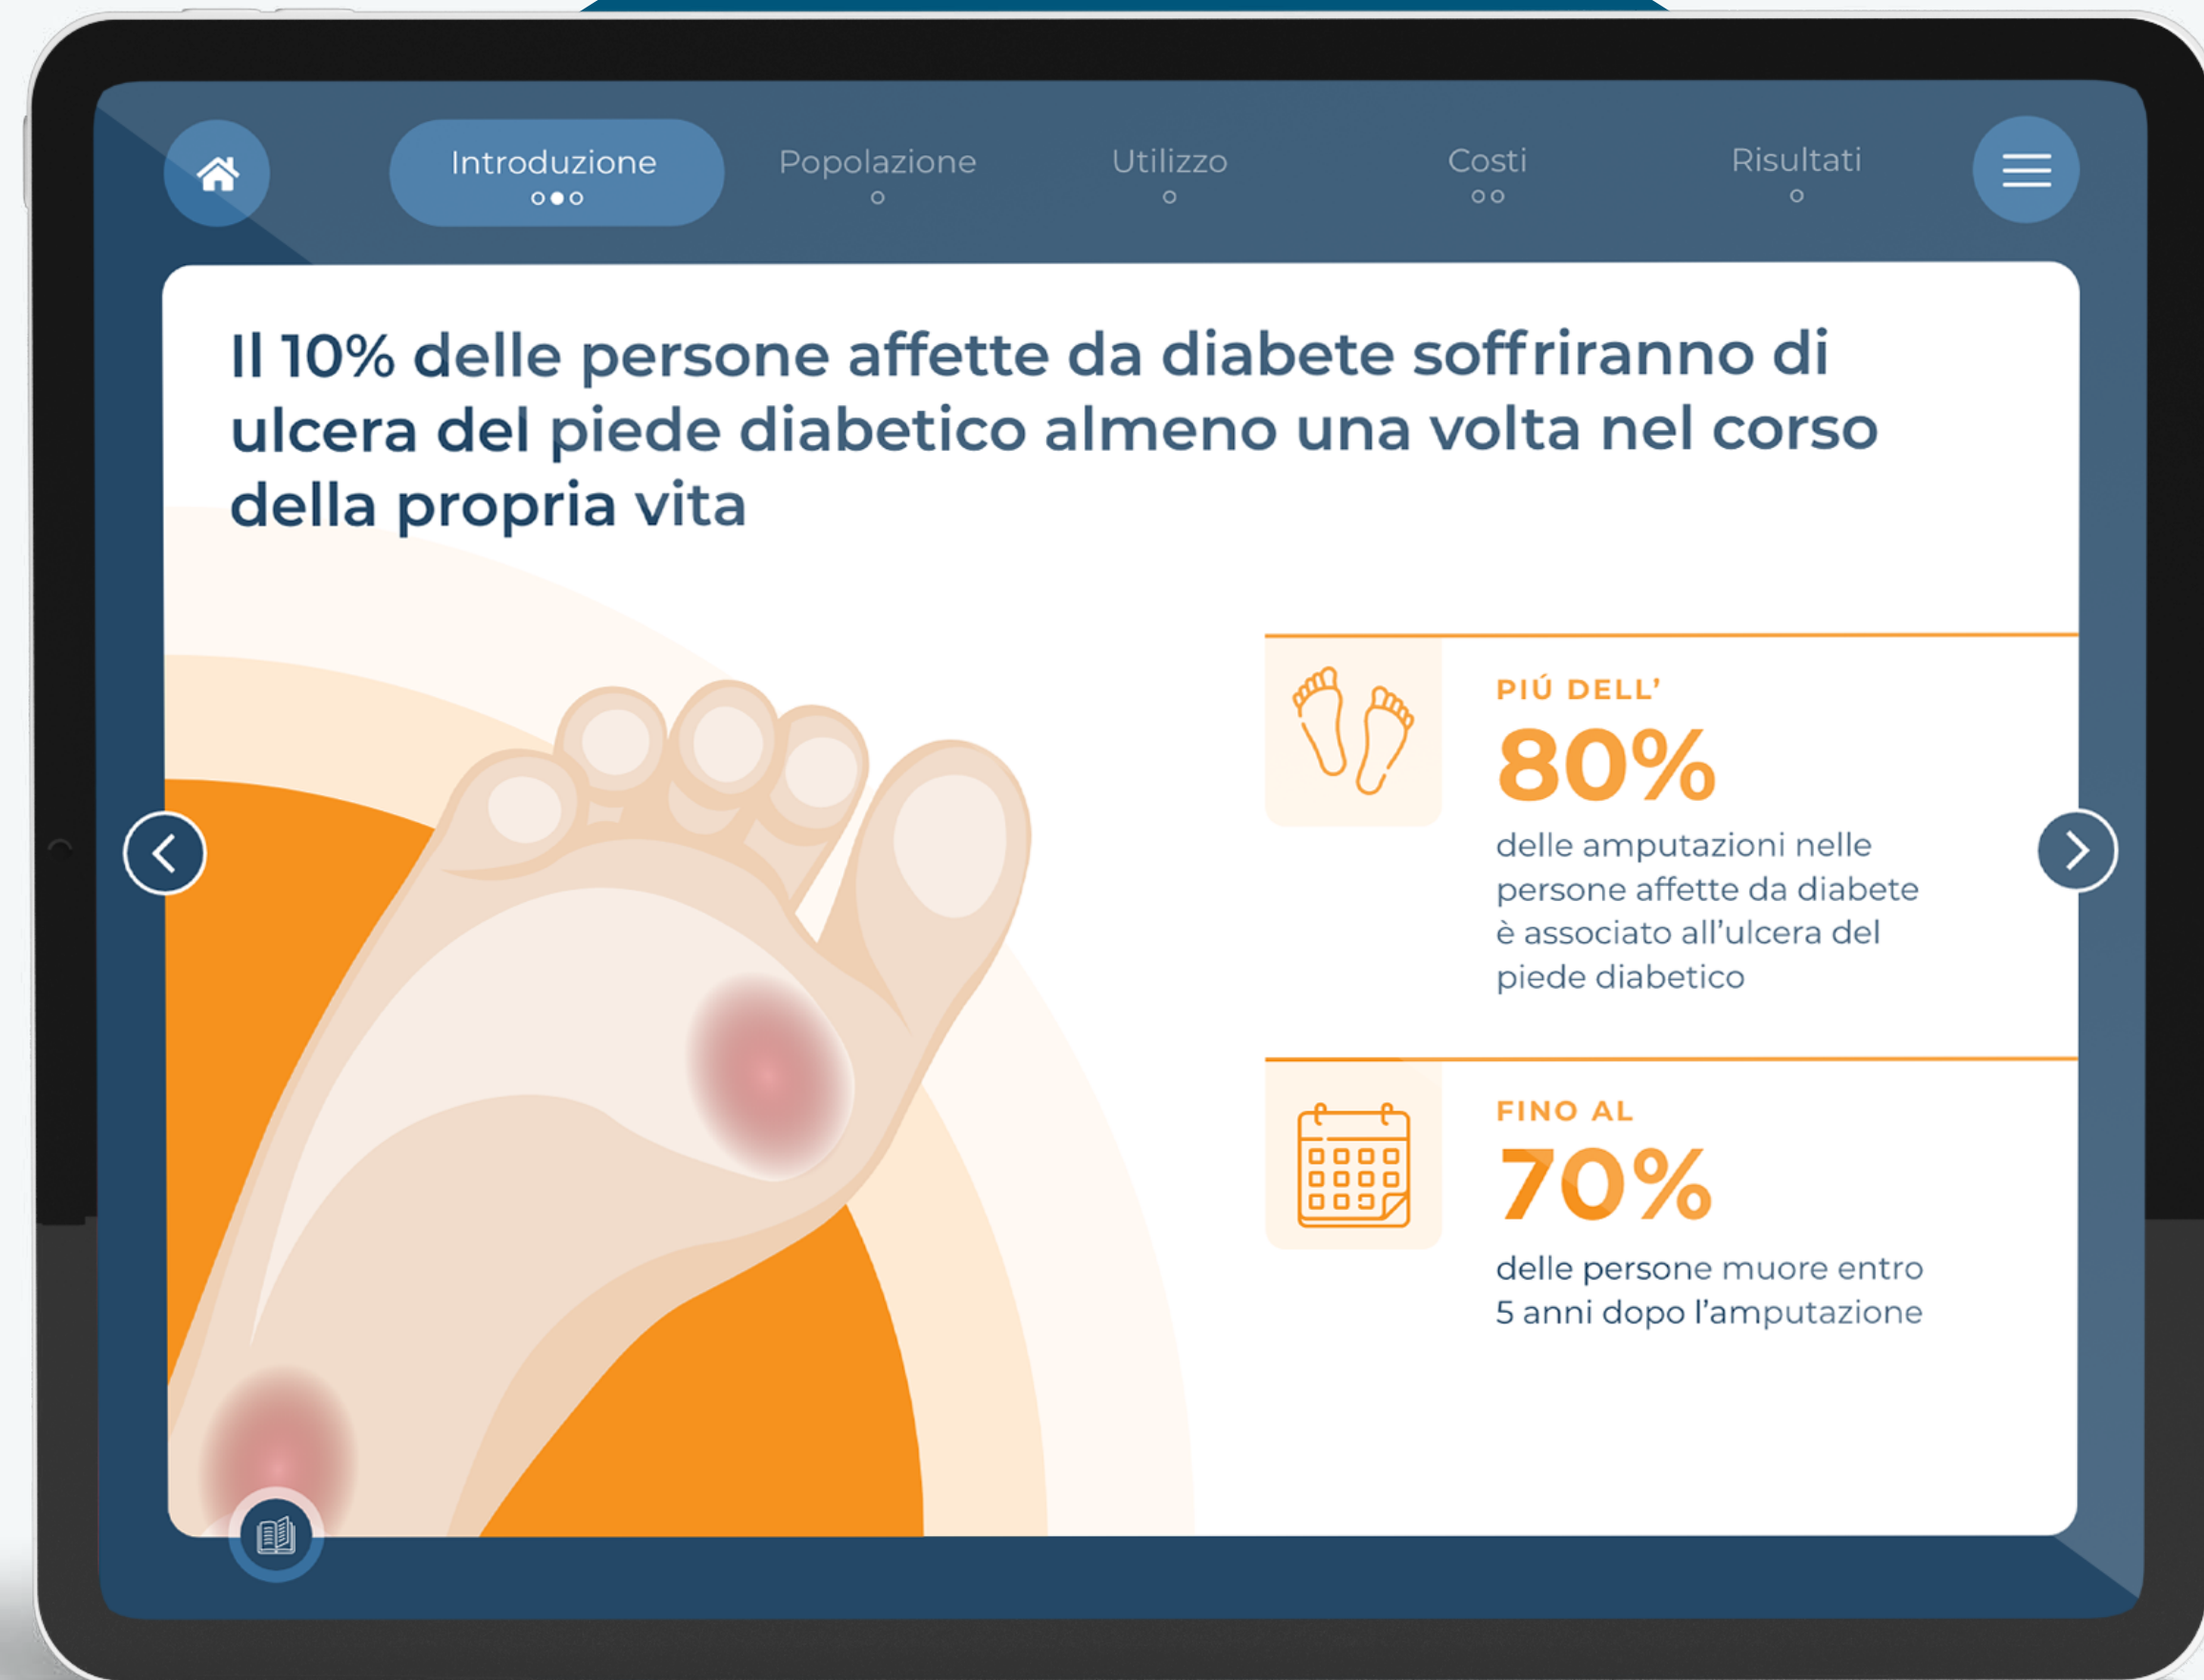 Introduzione
Popolazione
Utilizzo
Costi
Risultati
Il 10% delle persone affette da diabete soffriranno di
ulcera del piede diabetico almeno una volta nel corso
della propria vita
PIÚ DELL’
80%
delle amputazioni nelle
persone affette da diabete
è associato all’ulcera del
piede diabetico
FINO AL
70%
delle persone muore entro
5 anni dopo l’amputazione